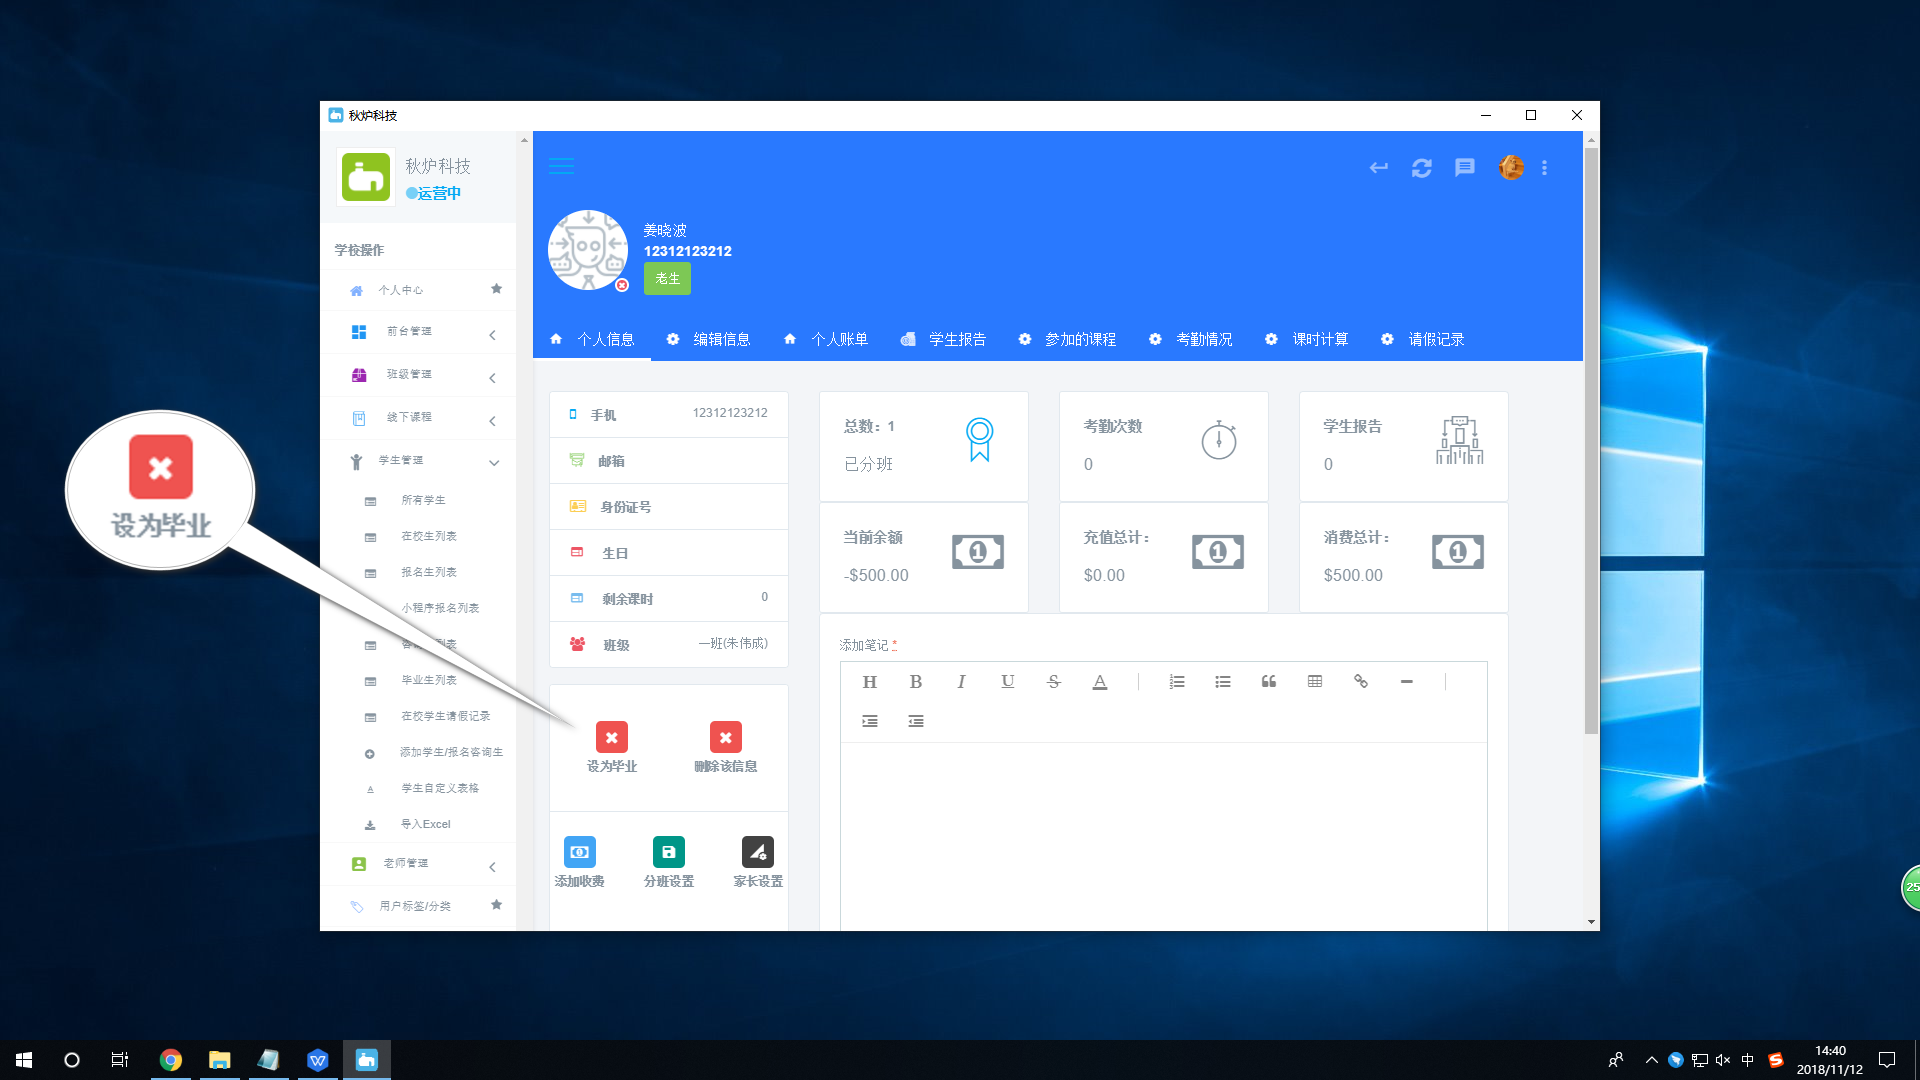 秋炉科技
秋炉科技
运营中
学校操作
个人中心
前台管理
班级管理
线下课程
学生管理
所有学生
在校生列表
报名生列表
小程序报名列表
毕业生列表
在校学生请假记录
添加学生/报名咨询生
学生自定义表格
导入Excel
老师管理
用户标签/分类
设为毕业
姜晓波
12312123212
老生
个人信息 编辑信息 个人账单 学生报告 参加的课程 考勤情况 课时计算 请假记录
手机 12312123212
邮箱
身份证号
生日
剩余课时 0
班级 一班(朱伟成)
设为毕业 删除该信息
添加收费 分班设置 家长设置
总数：1
已分班
考勤次数
0
学生报告
0
当前余额
-$500.00
充值总计：
$0.00
消费总计：
$500.00
添加笔记 *
H B I U S A
25
中
14:40
2018/11/12